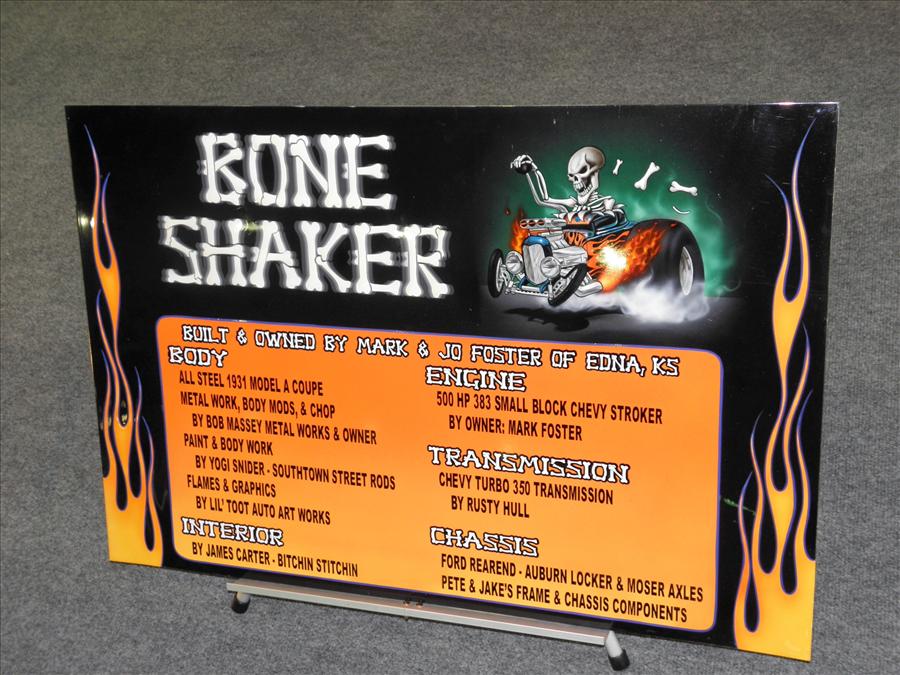 BONE
SHAKER
BUILT & OWNED BY MARK & JO FOSTER OF EDNA, KS
BODY
ALL STEEL 1931 MODEL A COUPE
METAL WORK, BODY MODS, & CHOP
BY BOB MASSEY METAL WORKS & OWNER
PAINT & BODY WORK
BY YOGI SNIDER - SOUTHTOWN STREET RODS
FLAMES & GRAPHICS
BY LIL' TOOT AUTO ART WORKS
INTERIOR
BY JAMES CARTER - BITCHIN STITCHIN
ENGINE
500 HP 383 SMALL BLOCK CHEVY STROKER
BY OWNER: MARK FOSTER
TRANSMISSION
CHEVY TURBO 350 TRANSMISSION
BY RUSTY HULL
CHASSIS
FORD REAREND - AUBURN LOCKER & MOSER AXLES
PETE & JAKE'S FRAME & CHASSIS COMPONENTS